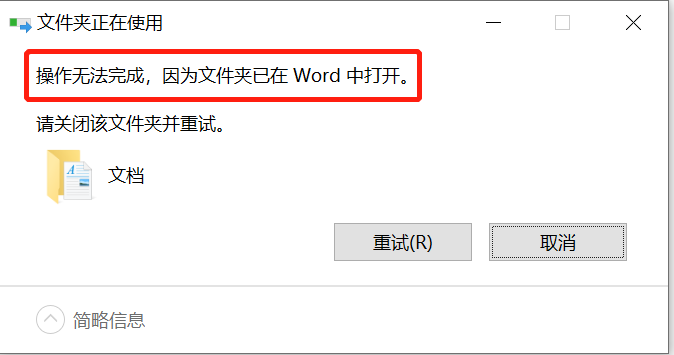 文件夹正在使用
操作无法完成，因为文件夹已在 Word 中打开。
请关闭该文件夹并重试。
文档
重试(R)
取消
简略信息